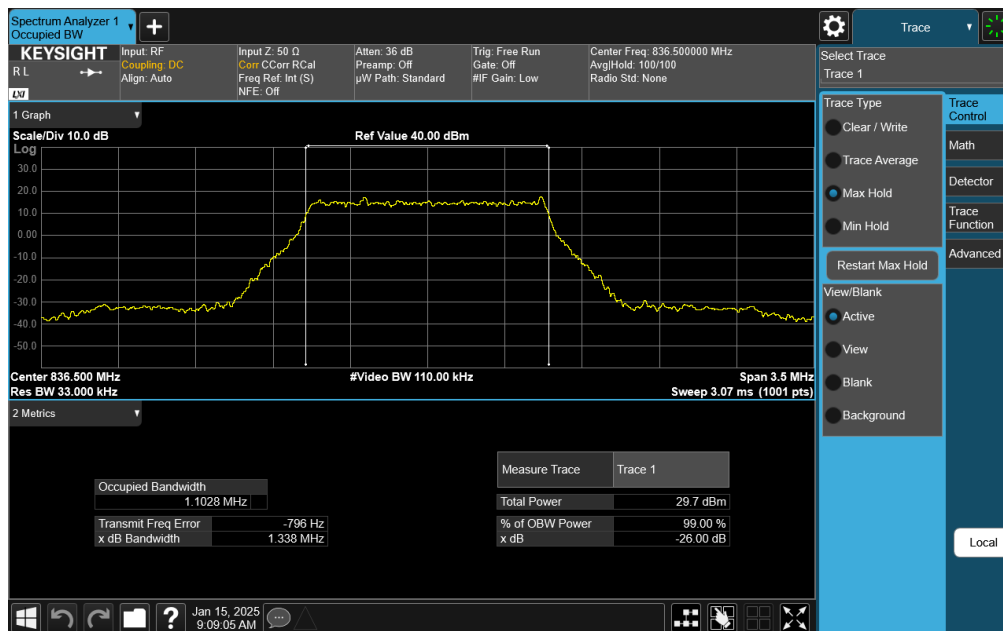 Spectrum Analyzer 1
Occupied BW
Trace
KEYSIGHT
R L
LXI
Input: RF
Coupling: DC
Align: Auto
Input Z: 50 Ω
Corr CCorr RCal
Freq Ref: Int (S)
NFE: Off
Atten: 36 dB
Preamp: Off
µW Path: Standard
Trig: Free Run
Gate: Off
#IF Gain: Low
Center Freq: 836.500000 MHz
Avg|Hold: 100/100
Radio Std: None
Select Trace
Trace 1
1 Graph
Scale/Div 10.0 dB
Ref Value 40.00 dBm
Log
30.0
20.0
10.0
0.00
-10.0
-20.0
-30.0
-40.0
-50.0
Center 836.500 MHz
#Video BW 110.00 kHz
Span 3.5 MHz
Res BW 33.000 kHz
Sweep 3.07 ms (1001 pts)
Trace Type
Clear / Write
Trace Average
Max Hold
Min Hold
Restart Max Hold
View/Blank
Active
View
Blank
Background
Trace
Control
Math
Detector
Trace
Function
Advanced
Local
2 Metrics
Occupied Bandwidth
1.1028 MHz
Transmit Freq Error -796 Hz
x dB Bandwidth 1.338 MHz
Measure Trace Trace 1
Total Power 29.7 dBm
% of OBW Power 99.00 %
x dB -26.00 dB
?
Jan 15, 2025
9:09:05 AM